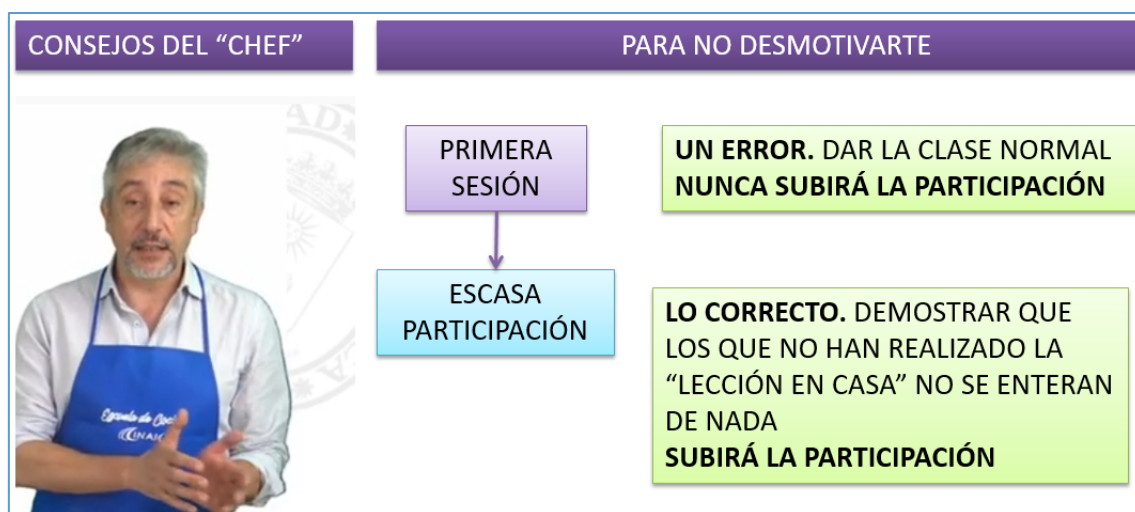 CONSEJOS DEL “CHEF”
PARA NO DESMOTIVARTE
PRIMERA
SESIÓN
ESCASA
PARTICIPACIÓN
UN ERROR. DAR LA CLASE NORMAL
NUNCA SUBIRÁ LA PARTICIPACIÓN
LO CORRECTO. DEMOSTRAR QUE
LOS QUE NO HAN REALIZADO LA
“LECCIÓN EN CASA” NO SE ENTERAN
DE NADA
SUBIRÁ LA PARTICIPACIÓN
Escuela de